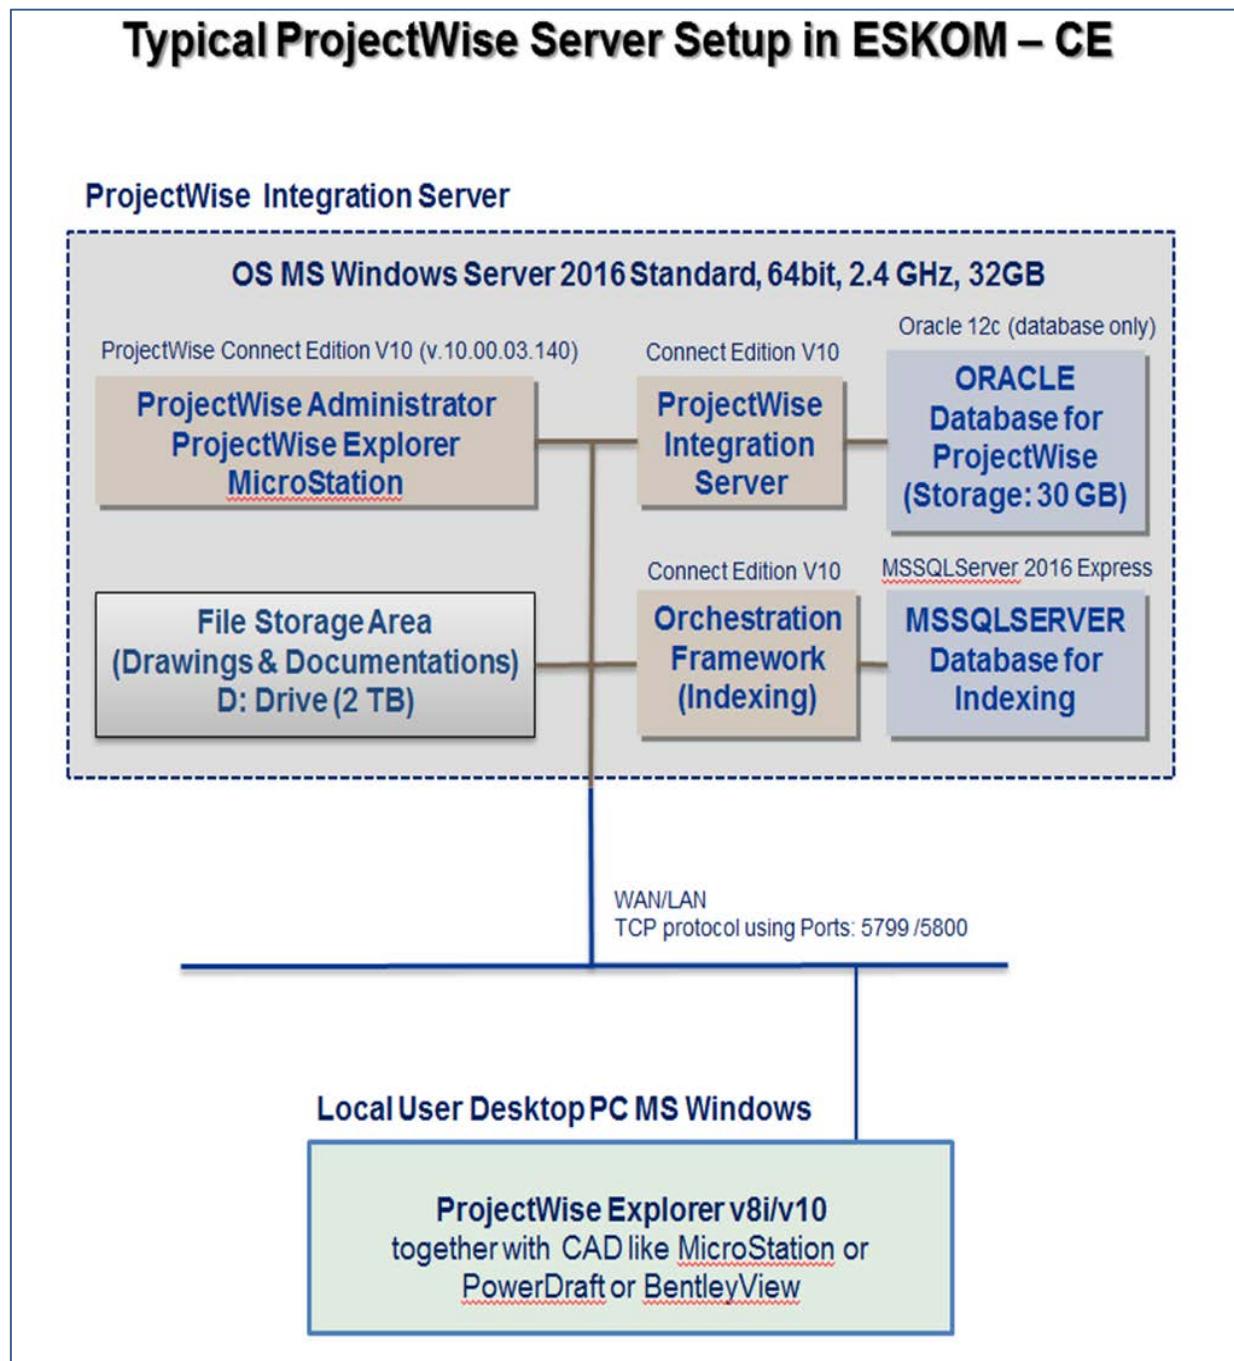 Typical ProjectWise Server Setup in ESKOM – CE
ProjectWise Integration Server
OS MS Windows Server 2016 Standard, 64bit, 2.4 GHz, 32GB
ProjectWise Connect Edition V10 (v.10.00.03.140)
ProjectWise Administrator
ProjectWise Explorer
MicroStation
Connect Edition V10
ProjectWise
Integration
Server
Oracle 12c (database only)
ORACLE
Database for
ProjectWise
(Storage: 30 GB)
File Storage Area
(Drawings & Documentations)
D: Drive (2 TB)
Connect Edition V10
Orchestration
Framework
(Indexing)
MSSQLServer 2016 Express
MSSQLSERVER
Database for
Indexing
WAN/LAN
TCP protocol using Ports: 5799 /5800
Local User Desktop PC MS Windows
ProjectWise Explorer v8i/v10
together with CAD like MicroStation or
PowerDraft or BentleyView